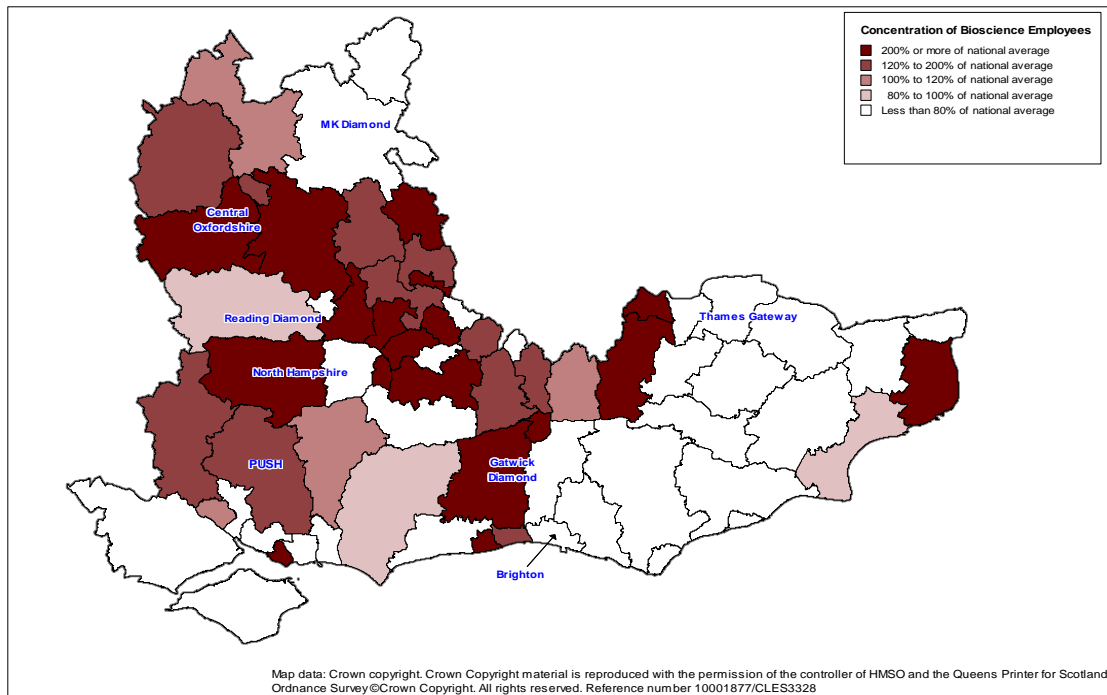 Concentration of Bioscience Employees
200% or more of national average
120% to 200% of national average
100% to 120% of national average
80% to 100% of national average
Less than 80% of national average
MK Diamond
Central
Oxfordshire
Reading Diamond
Thames Gateway
North Hampshire
PUSH
Gatwick
Diamond
Brighton
Map data: Crown copyright. Crown Copyright material is reproduced with the permission of the controller of HMSO and the Queens Printer for Scotland
Ordnance Survey©Crown Copyright. All rights reserved. Reference number 10001877/CLES3328